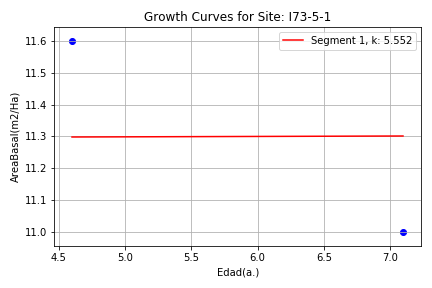 Growth Curves for Site: I73-5-1
Segment 1, k: 5.552
AreaBasal(m2/Ha)
11.6
11.5
11.4
11.3
11.2
11.1
11.0
4.5 5.0 5.5 6.0 6.5 7.0
Edad(a.)